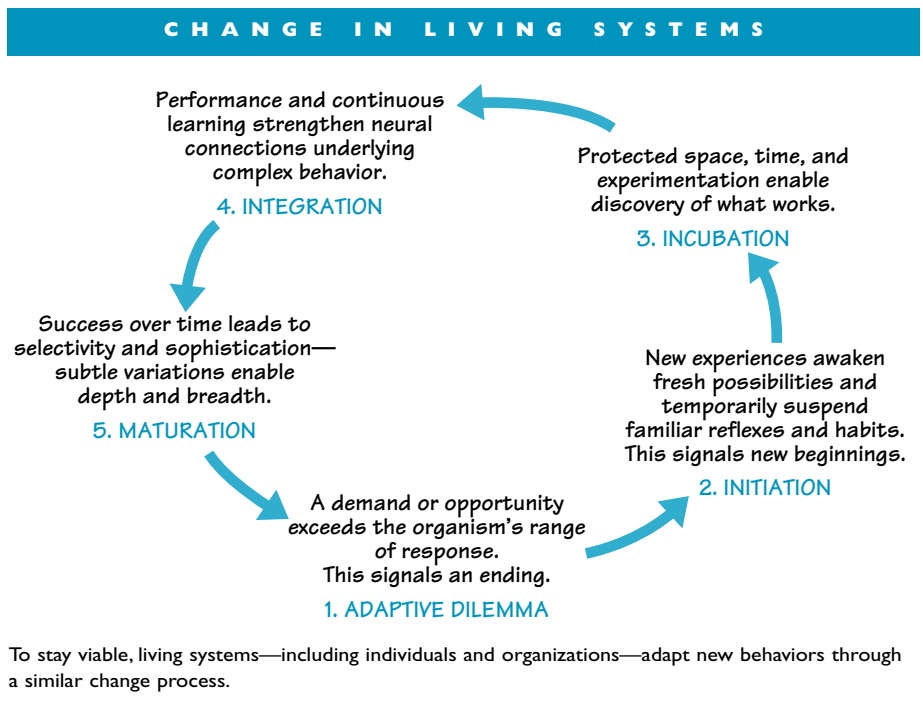 CHANGE IN LIVING SYSTEMS
Performance and continuous
learning strengthen neural
connections underlying
complex behavior.
4. INTEGRATION
Protected space, time, and
experimentation enable
discovery of what works.
3. INCUBATION
Success over time leads to
selectivity and sophistication—
subtle variations enable
depth and breadth.
5. MATURATION
New experiences awaken
fresh possibilities and
temporarily suspend
familiar reflexes and habits.
This signals new beginnings.
2. INITIATION
A demand or opportunity
exceeds the organism's range
of response.
This signals an ending.
1. ADAPTIVE DILEMMA
To stay viable, living systems—including individuals and organizations—adapt new behaviors through
a similar change process.